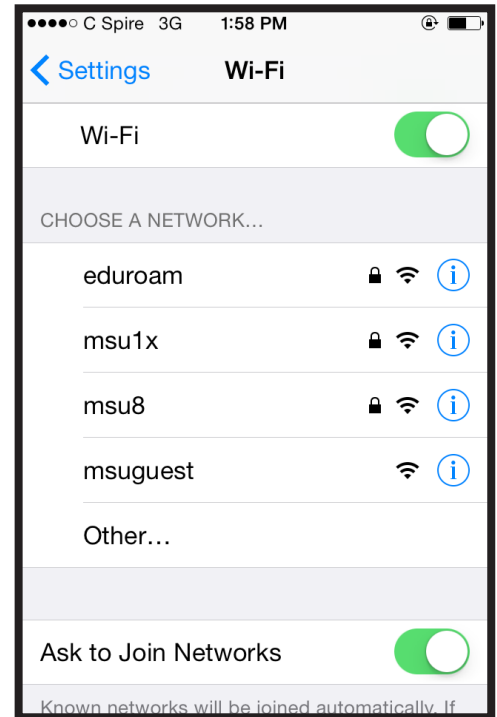 C Spire 3G 1:58 PM
Settings Wi-Fi
Wi-Fi
CHOOSE A NETWORK...
eduroam
msu1x
msu8
msuguest
Other...
Ask to Join Networks
Known networks will be joined automatically. If